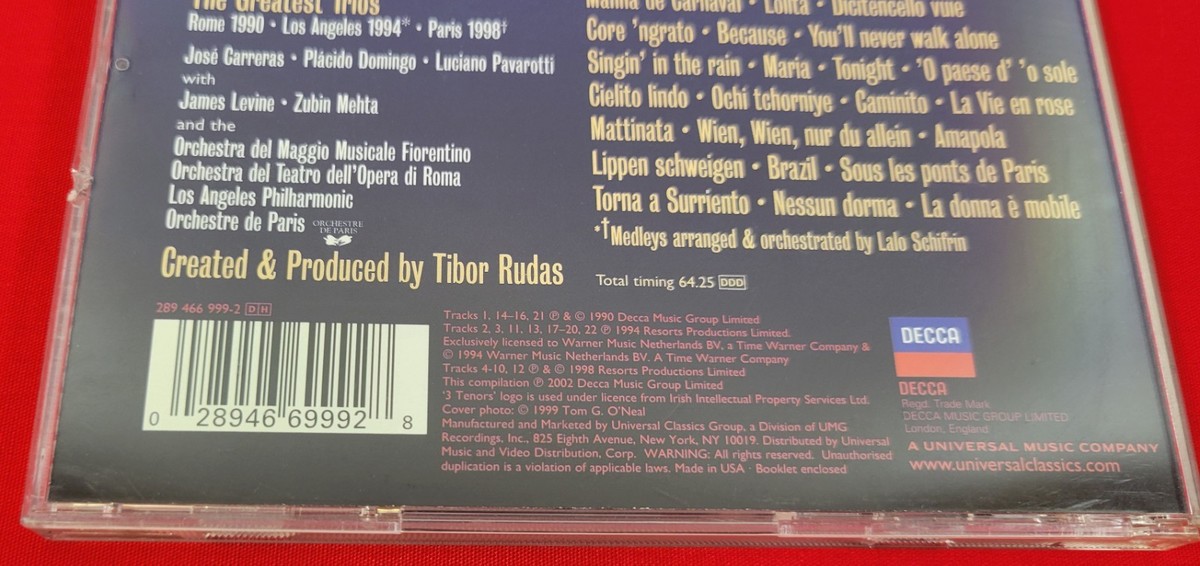 The Greatest Trios
Rome 1990 • Los Angeles 1994* • Paris 1998†
José Carreras • Plácido Domingo • Luciano Pavarotti
with
James Levine • Zubin Mehta
and the
Orchestra del Maggio Musicale Fiorentino
Orchestra del Teatro dell'Opera di Roma
Los Angeles Philharmonic
Orchestre de Paris
ORCHESTRE
DE PARIS
Created & Produced by Tibor Rudas
de Carnaval • Lolita • Dicitencello vuie
Core 'ngrato • Because • You'll never walk alone
Singin' in the rain • Maria • Tonight • 'O paese d' 'o sole
Cielito lindo • Ochi tchorniye • Caminito • La Vie en rose
Mattinata • Wien, Wien, nur du allein • Amapola
Lippen schweigen • Brazil • Sous les ponts de Paris
Torna a Surriento • Nessun dorma • La donna è mobile
*†Medleys arranged & orchestrated by Lalo Schifrin
Total timing 64.25 DDD
289 466 999-2 DH
0 28946 69992 8
Tracks 1, 14–16, 21 ℗ & © 1990 Decca Music Group Limited
Tracks 2, 3, 11, 13, 17–20, 22 ℗ 1994 Resorts Productions Limited.
Exclusively licensed to Warner Music Netherlands BV, a Time Warner Company &
© 1994 Warner Music Netherlands BV. A Time Warner Company
Tracks 4-10, 12 ℗ & © 1998 Resorts Productions Limited
This compilation ℗ 2002 Decca Music Group Limited
'3 Tenors' logo is used under licence from Irish Intellectual Property Services Ltd.
Cover photo: © 1999 Tom G. O'Neal
Manufactured and Marketed by Universal Classics Group, a Division of UMG
Recordings, Inc., 825 Eighth Avenue, New York, NY 10019. Distributed by Universal
Music and Video Distribution, Corp. WARNING: All rights reserved. Unauthorised
duplication is a violation of applicable laws. Made in USA · Booklet enclosed
DECCA
DECCA
Regd. Trade Mark
DECCA MUSIC GROUP LIMITED
London, England
A UNIVERSAL MUSIC COMPANY
www.universalclassics.com